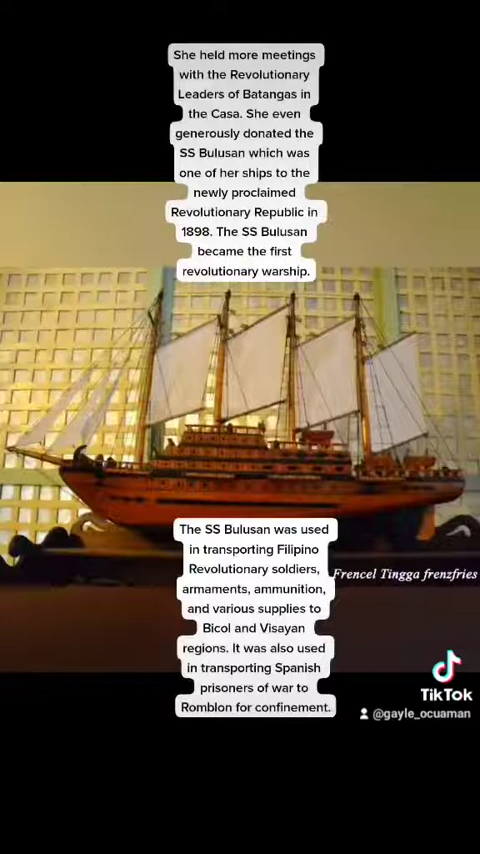 She held more meetings
with the Revolutionary
Leaders of Batangas in
the Casa. She even
generously donated the
SS Bulusan which was
one of her ships to the
newly proclaimed
Revolutionary Republic in
1898. The SS Bulusan
became the first
revolutionary warship.
The SS Bulusan was used
in transporting Filipino
Revolutionary soldiers,
armaments, ammunition,
and various supplies to
Bicol and Visayan
regions. It was also used
in transporting Spanish
prisoners of war to
Romblon for confinement.
Frencel Tingga frenzfries
TikTok
@gayle_ocuaman